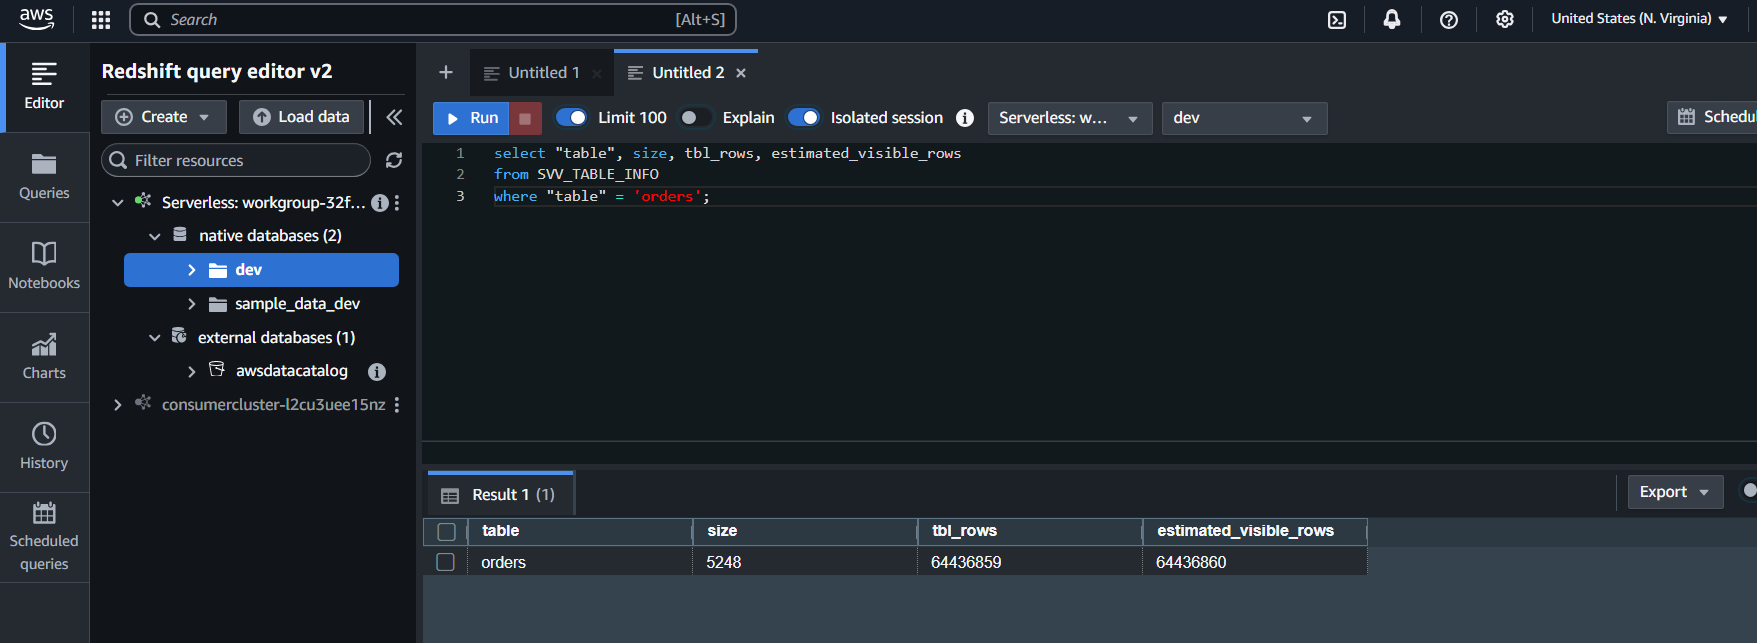 aws
Search
[Alt+S]
United States (N. Virginia)
Editor
Queries
Notebooks
Charts
History
Scheduled
queries
Redshift query editor v2
Create
Load data
Filter resources
Serverless: workgroup-32f...
native databases (2)
dev
sample_data_dev
external databases (1)
awsdatacatalog
consumercluster-l2cu3uee15nz
Untitled 1
Untitled 2
Run
Limit 100
Explain
Isolated session
Serverless: w...
dev
Schedu
1 select "table", size, tbl_rows, estimated_visible_rows
2 from SVV_TABLE_INFO
3 where "table" = 'orders';
Result 1 (1)
Export
table size tbl_rows estimated_visible_rows
orders 5248 64436859 64436860